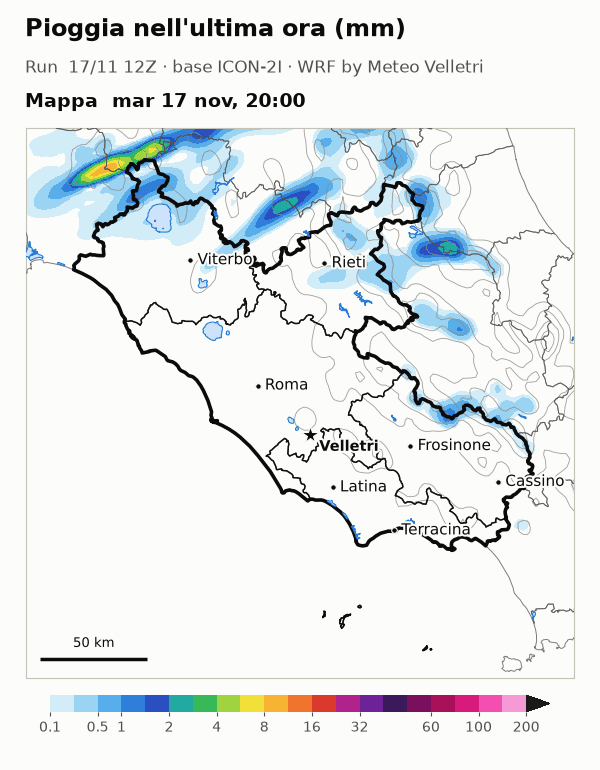 Pioggia nell'ultima ora (mm)
Run  17/11 12Z · base ICON-2I · WRF by Meteo Velletri
Mappa  mar 17 nov, 20:00
Viterbo
Rieti
Roma
Velletri
Frosinone
Latina
Cassino
Terracina
50 km
0.1 0.5 1 2 4 8 16 32 60 100 200